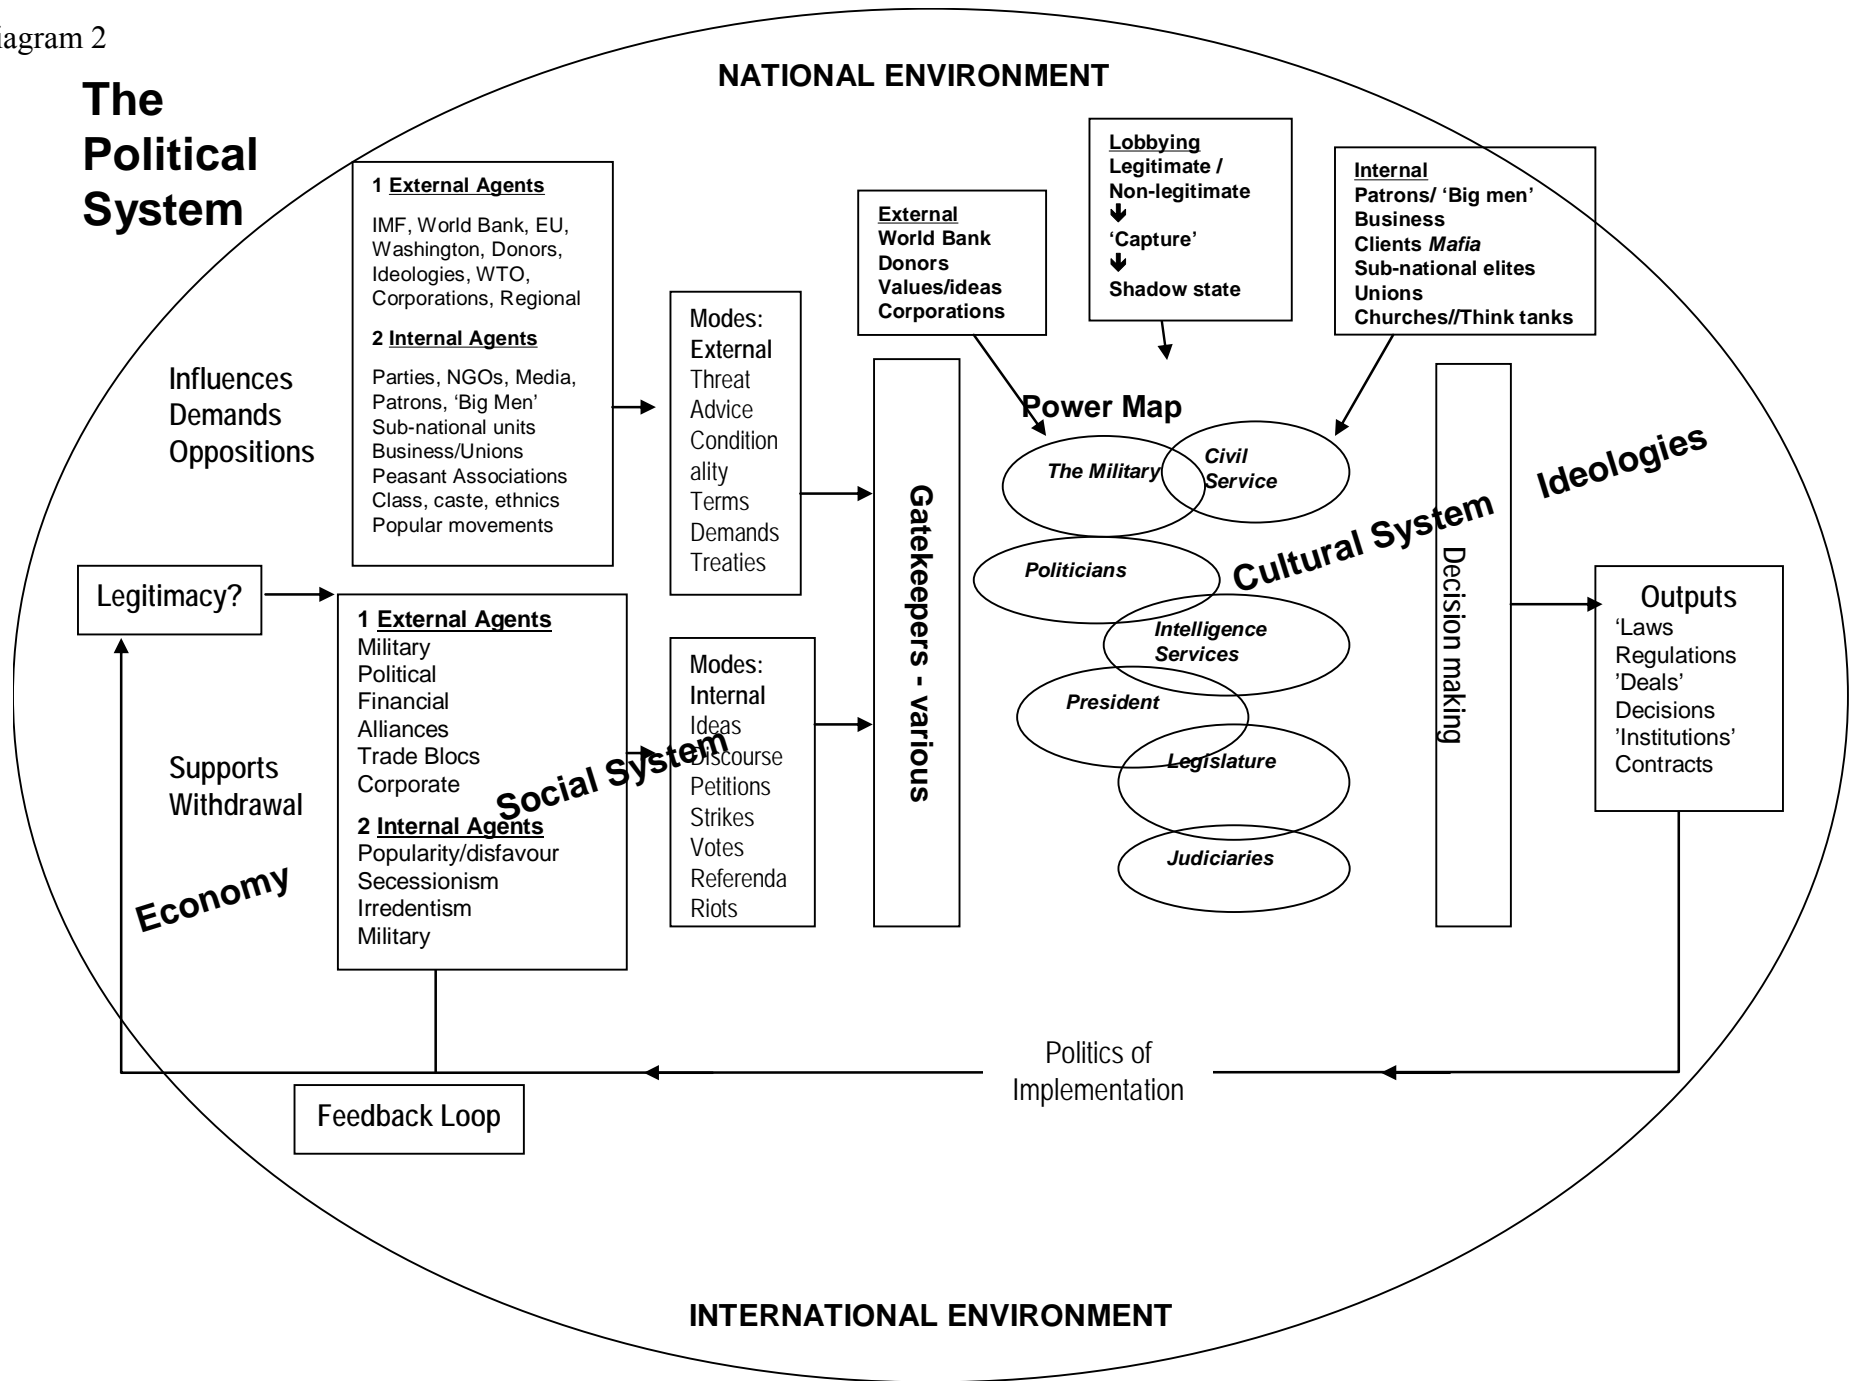 iagram 2
The
Political
System
NATIONAL ENVIRONMENT
1 External Agents
IMF, World Bank, EU,
Washington, Donors,
Ideologies, WTO,
Corporations, Regional
2 Internal Agents
Parties, NGOs, Media,
Patrons, ‘Big Men’
Sub-national units
Business/Unions
Peasant Associations
Class, caste, ethnics
Popular movements
Influences
Demands
Oppositions
Modes:
External
Threat
Advice
Condition
ality
Terms
Demands
Treaties
External
World Bank
Donors
Values/ideas
Corporations
Lobbying
Legitimate /
Non-legitimate
‘Capture’
Shadow state
Internal
Patrons/ ‘Big men’
Business
Clients Mafia
Sub-national elites
Unions
Churches//Think tanks
Power Map
The Military
Civil
Service
Politicians
Intelligence
Services
President
Legislature
Judiciaries
Cultural System
Ideologies
Gatekeepers - various
Decision making
Legitimacy?
1 External Agents
Military
Political
Financial
Alliances
Trade Blocs
Corporate
2 Internal Agents
Popularity/disfavour
Secessionism
Irredentism
Military
Supports
Withdrawal
Economy
Social System
Modes:
Internal
Ideas
Discourse
Petitions
Strikes
Votes
Referenda
Riots
Outputs
‘Laws
Regulations
’Deals’
Decisions
’Institutions’
Contracts
Politics of
Implementation
Feedback Loop
INTERNATIONAL ENVIRONMENT